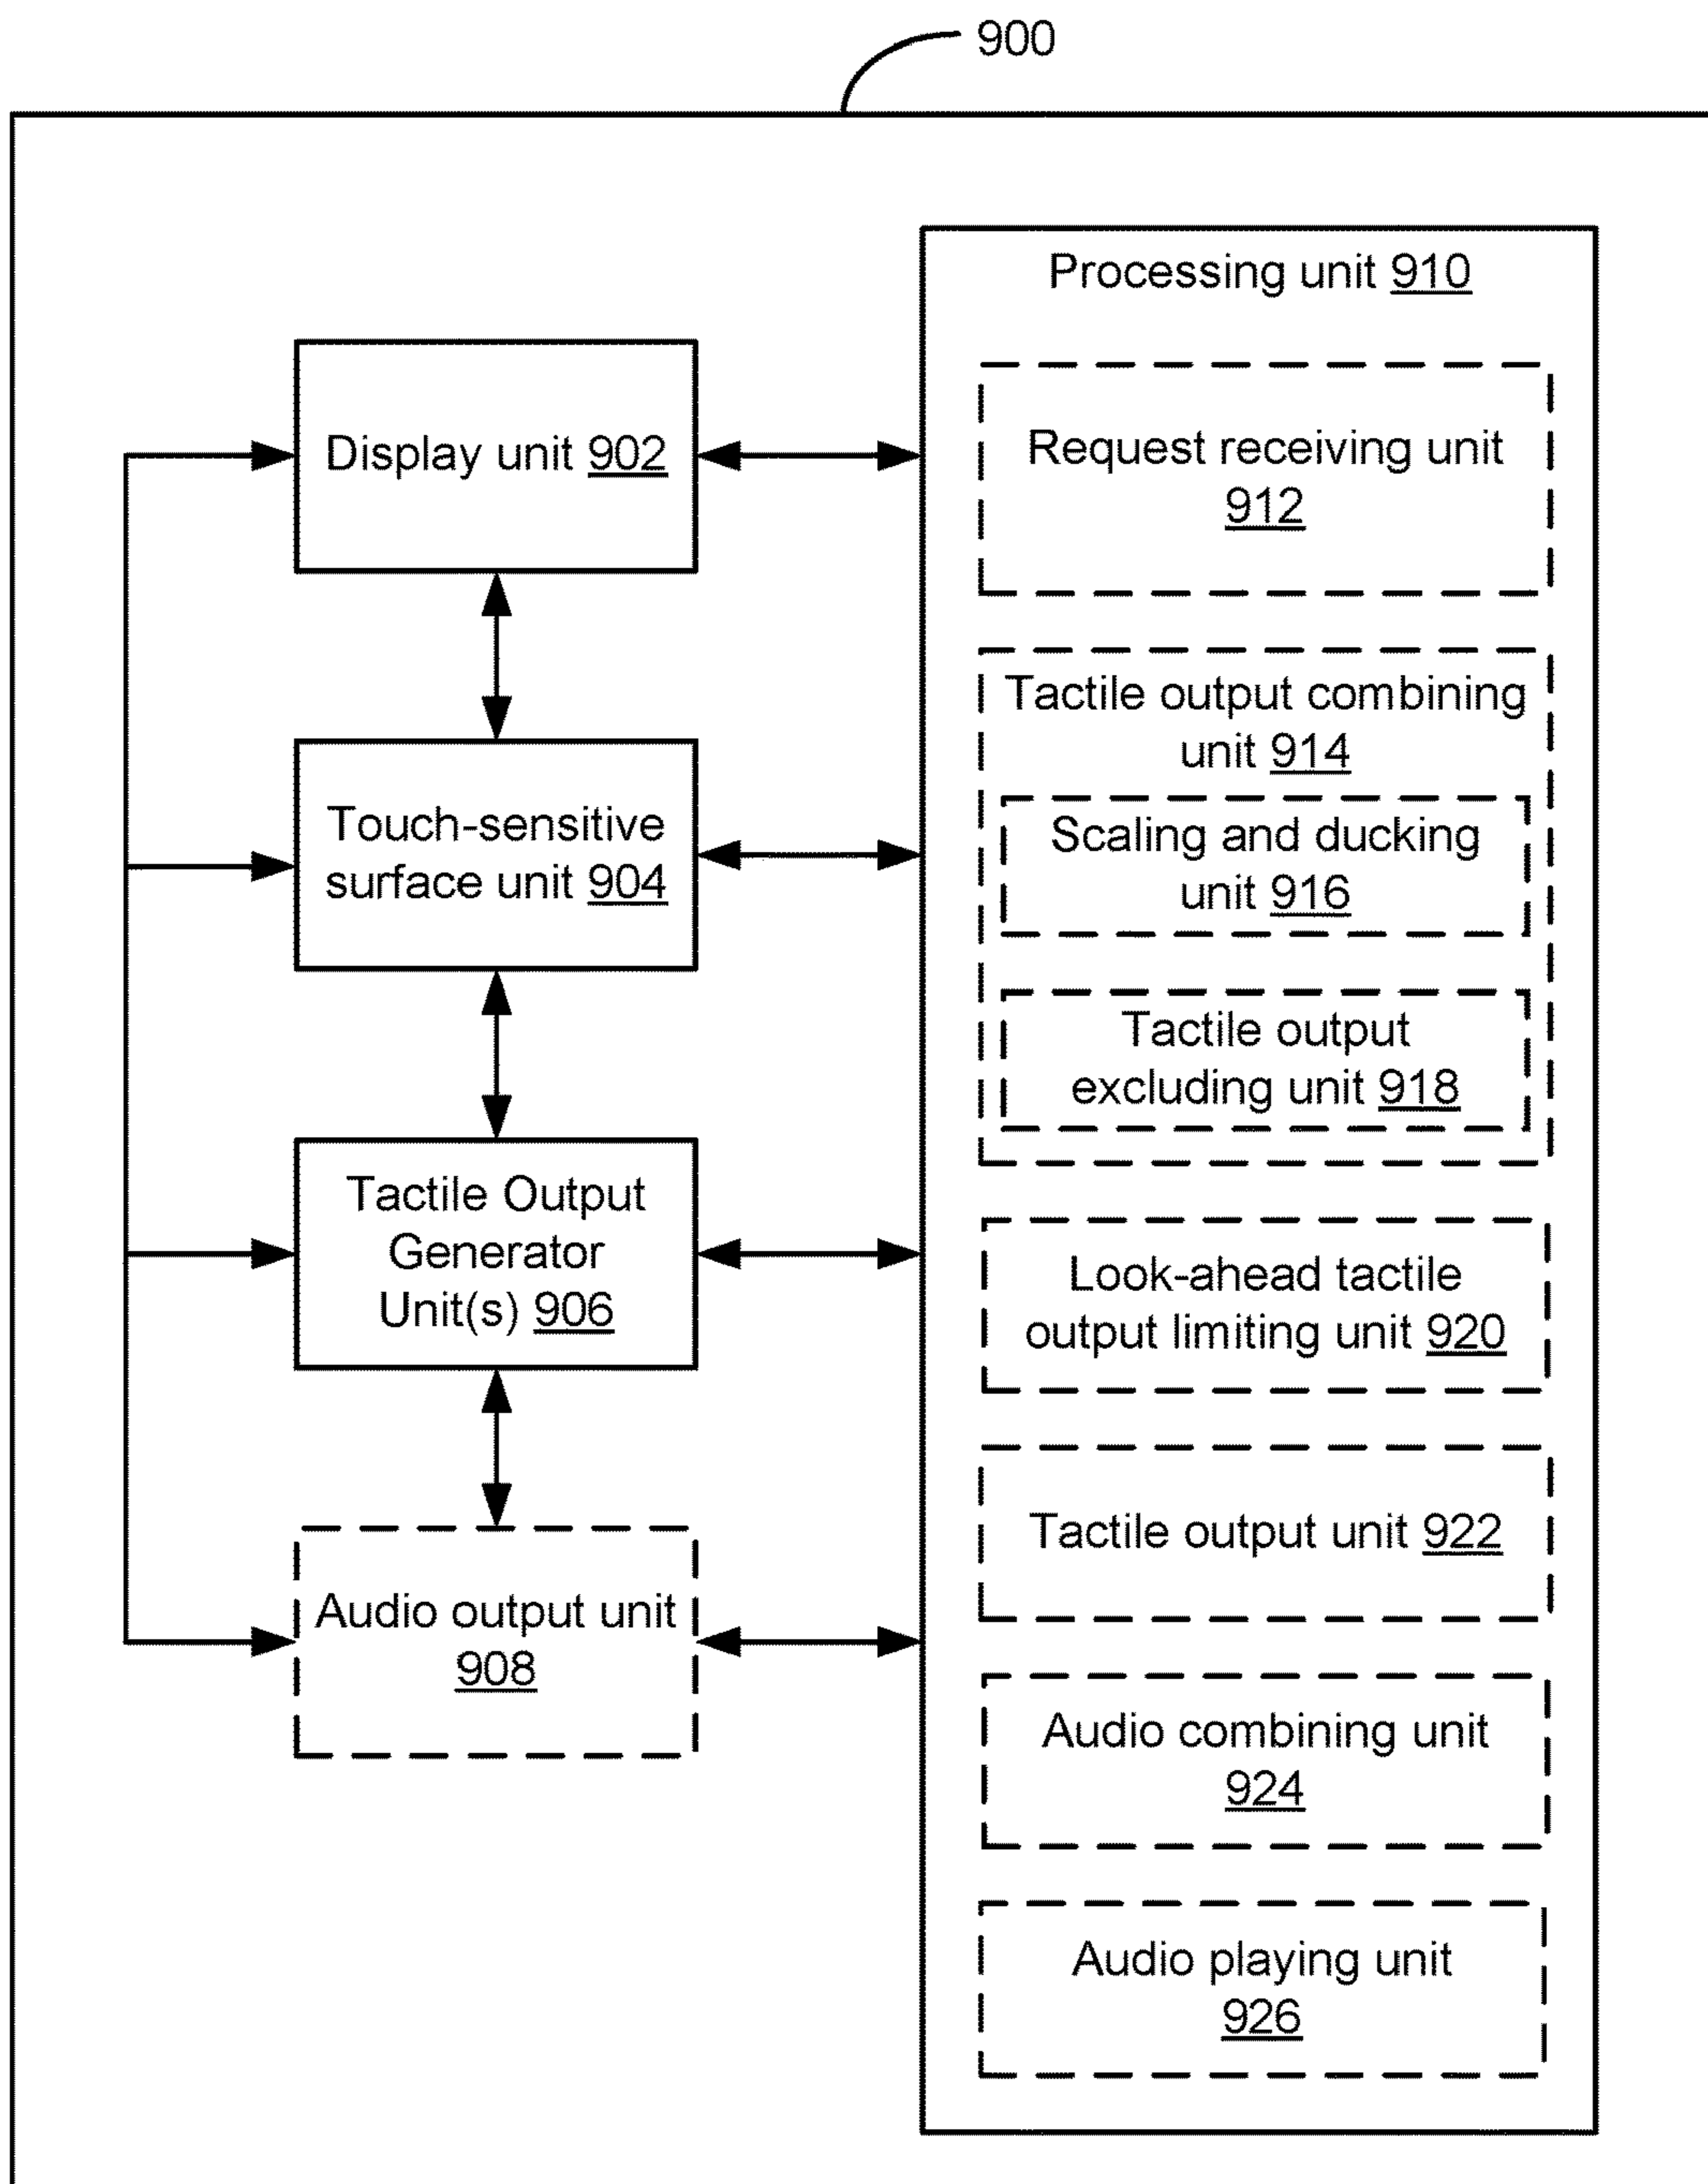 900
Processing unit 910
Display unit 902
Request receiving unit
912
Tactile output combining
unit 914
Touch-sensitive
surface unit 904
Scaling and ducking
unit 916
Tactile output
excluding unit 918
Tactile Output
Generator
Unit(s) 906
Look-ahead tactile
output limiting unit 920
Tactile output unit 922
Audio output unit
908
Audio combining unit
924
Audio playing unit
926